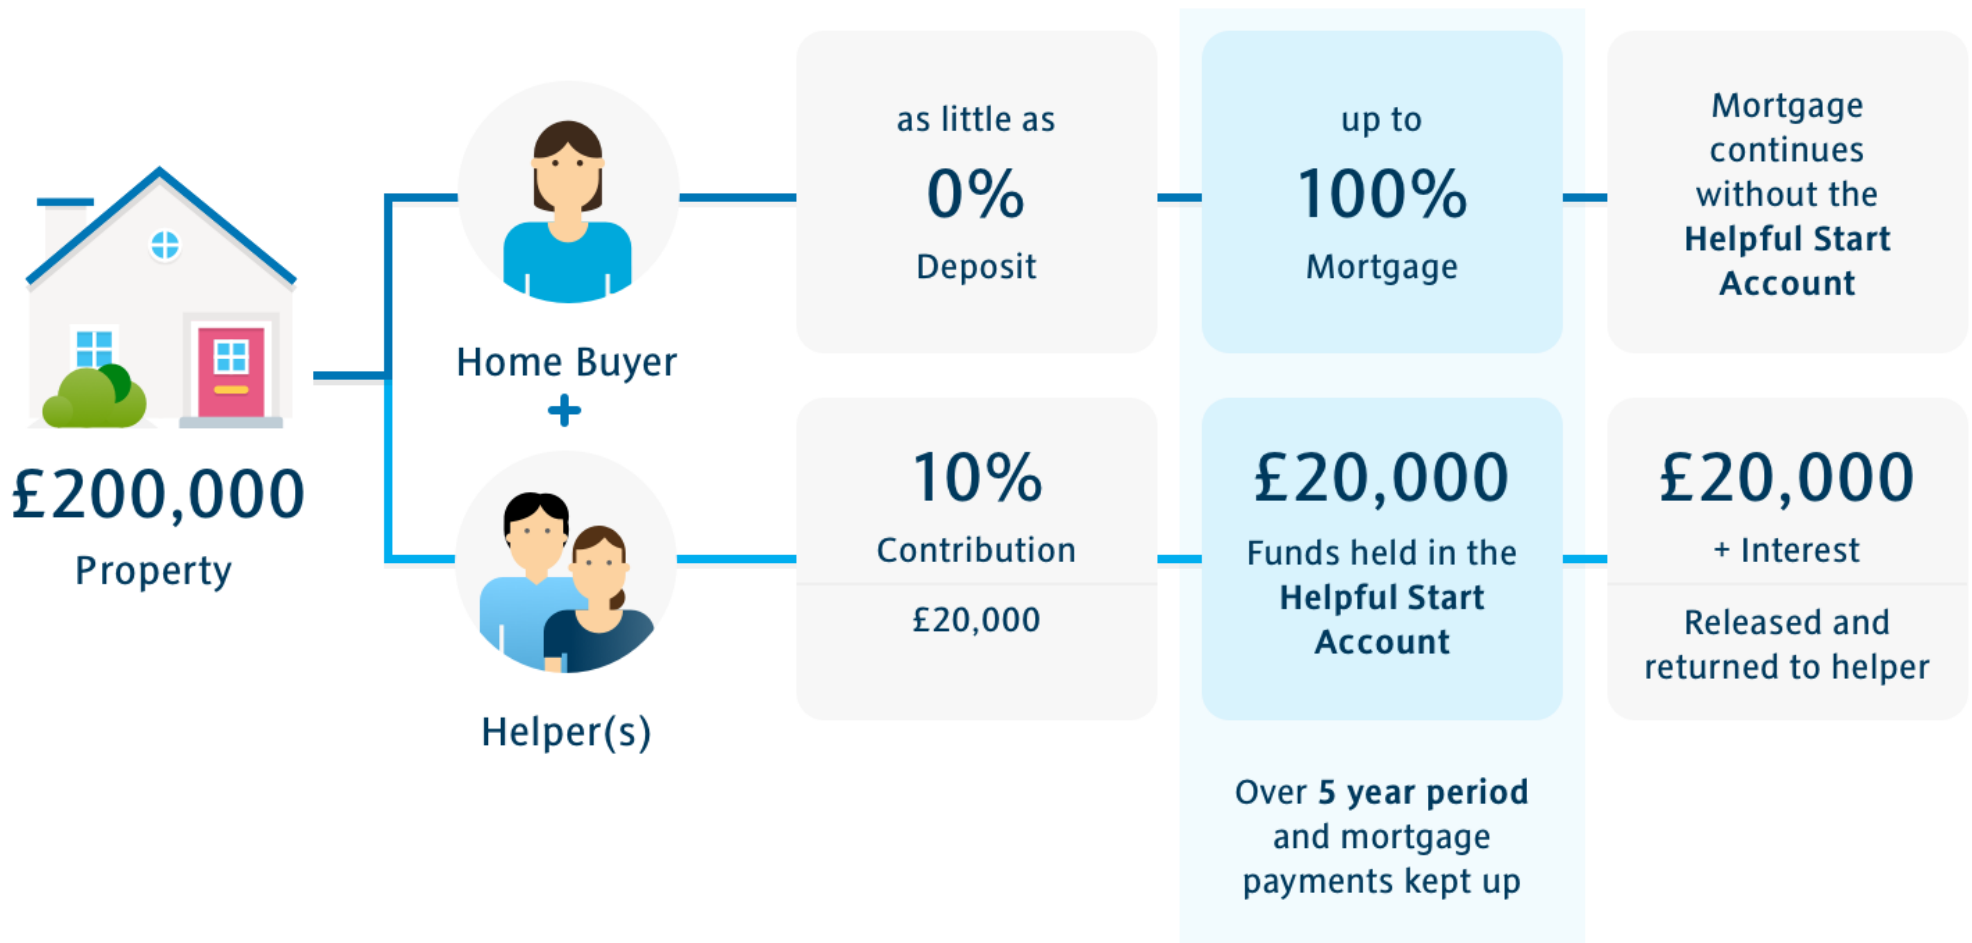 £200,000
Property
Home Buyer
+
Helper(s)
as little as
0%
Deposit
up to
100%
Mortgage
Mortgage
continues
without the
Helpful Start
Account
10%
Contribution
£20,000
£20,000
Funds held in the
Helpful Start
Account
£20,000
+ Interest
Released and
returned to helper
Over 5 year period
and mortgage
payments kept up